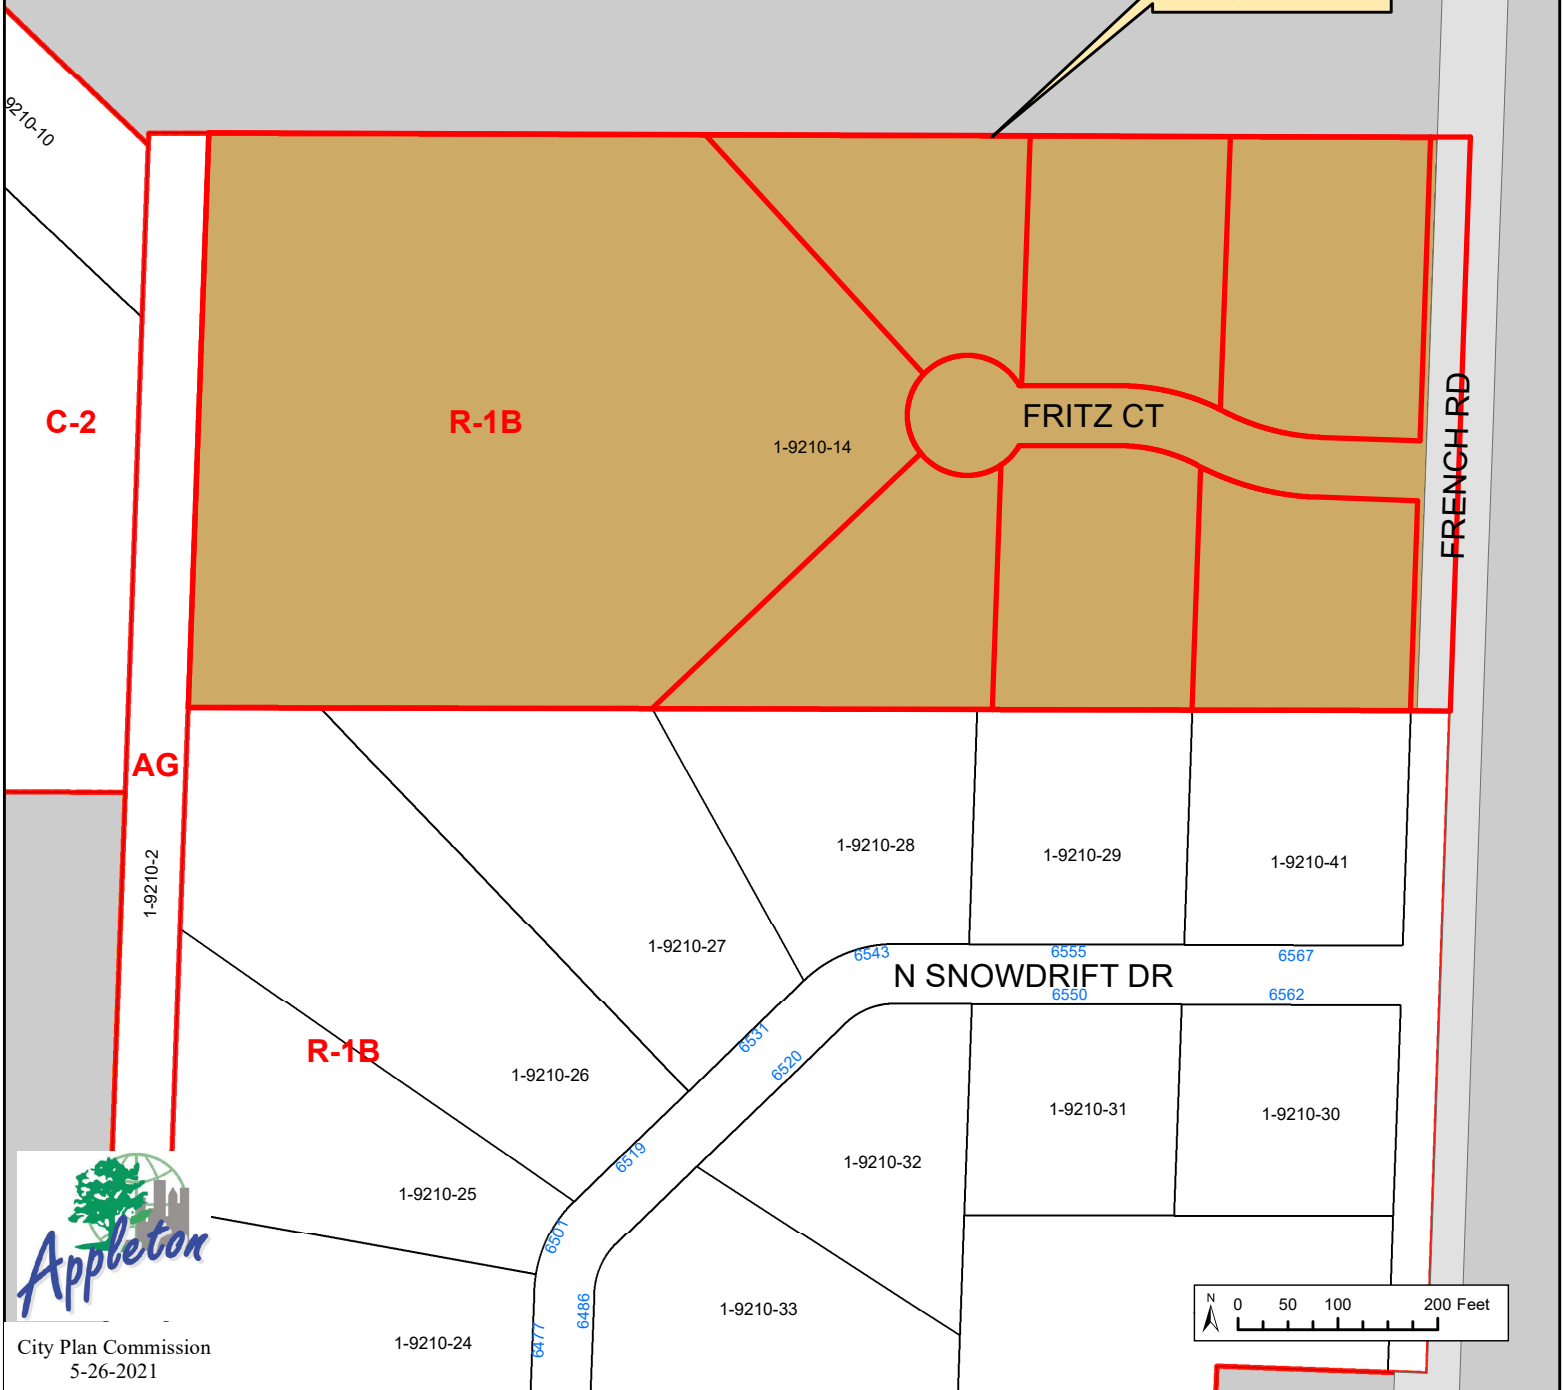 9210-10
C-2
R-1B
1-9210-14
FRITZ CT
FRENCH RD
AG
1-9210-2
1-9210-28
1-9210-29
1-9210-41
1-9210-27
6543
6555
6567
N SNOWDRIFT DR
6550
6562
6531
6520
R-1B
1-9210-26
1-9210-31
1-9210-30
6519
1-9210-32
1-9210-25
6501
Appleton
6486
1-9210-33
6477
1-9210-24
N
0 50 100 200 Feet
City Plan Commission
5-26-2021